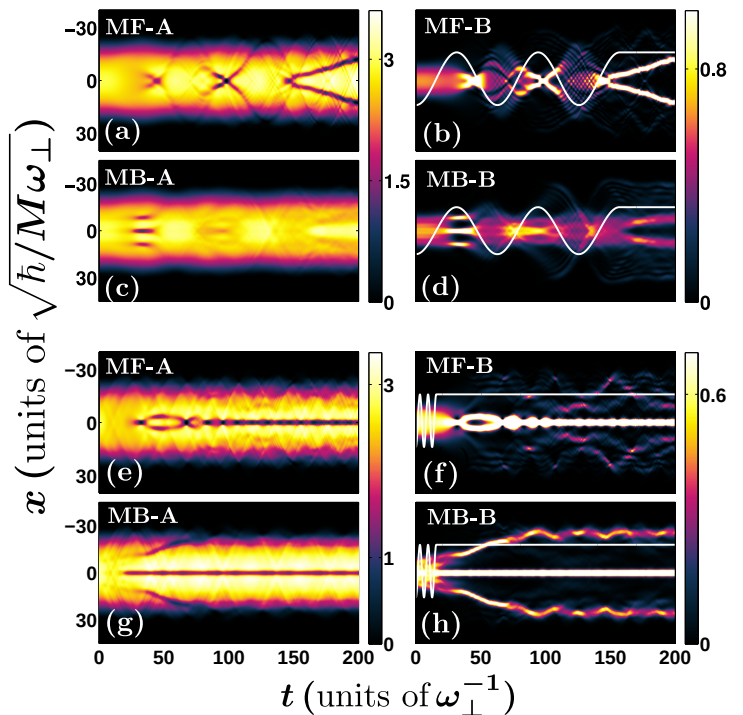 MF-A
MF-B
−30
0
30
(a)
(b)
3
0.8
MB-A
MB-B
−30
0
30
(c)
(d)
1.5
0
0
MF-A
MF-B
−30
0
30
(e)
(f)
3
0.6
MB-A
MB-B
−30
0
30
(g)
(h)
1
0
0 50 100 150 200
0 50 100 150 200
x (units of √ħ/Mω⊥)
t (units of ω⊥⁻¹)